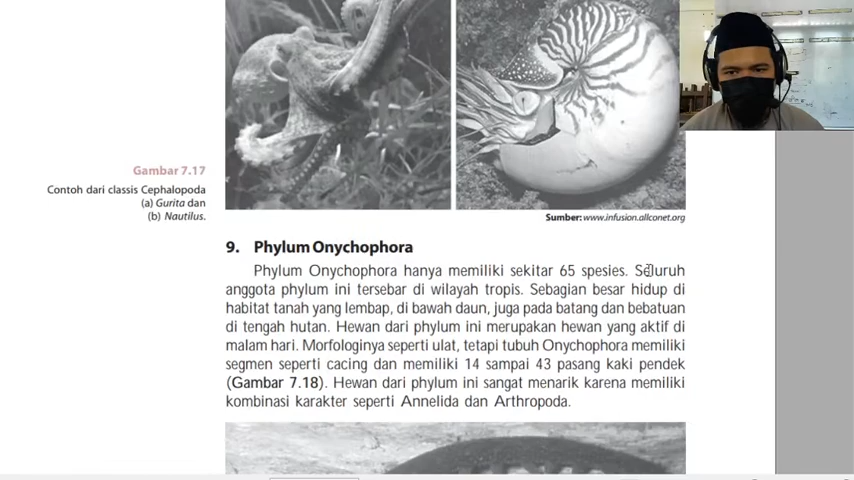 Gambar 7.17
Contoh dari classis Cephalopoda
(a) Gurita dan
(b) Nautilus.
Sumber: www.infusion.allconet.org
9. Phylum Onychophora
Phylum Onychophora hanya memiliki sekitar 65 spesies. Seluruh
anggota phylum ini tersebar di wilayah tropis. Sebagian besar hidup di
habitat tanah yang lembap, di bawah daun, juga pada batang dan bebatuan
di tengah hutan. Hewan dari phylum ini merupakan hewan yang aktif di
malam hari. Morfologinya seperti ulat, tetapi tubuh Onychophora memiliki
segmen seperti cacing dan memiliki 14 sampai 43 pasang kaki pendek
(Gambar 7.18). Hewan dari phylum ini sangat menarik karena memiliki
kombinasi karakter seperti Annelida dan Arthropoda.